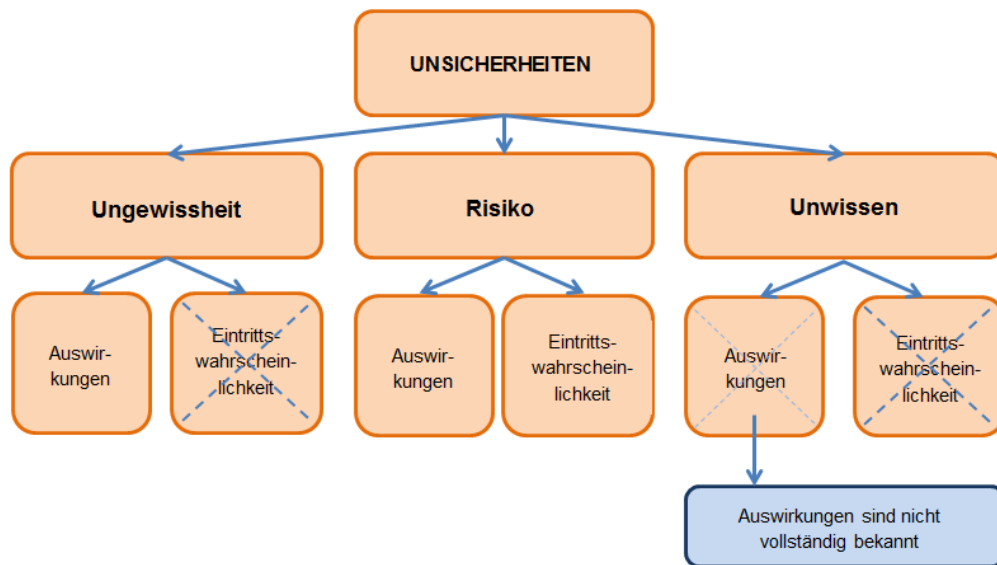 UNSICHERHEITEN
Ungewissheit
Risiko
Unwissen
Auswir-
kungen
Eintritts-
wahrschein-
lichkeit
Auswir-
kungen
Eintritts-
wahrschein-
lichkeit
Auswir-
kungen
Eintritts-
wahrschein-
lichkeit
Auswirkungen sind nicht
vollständig bekannt